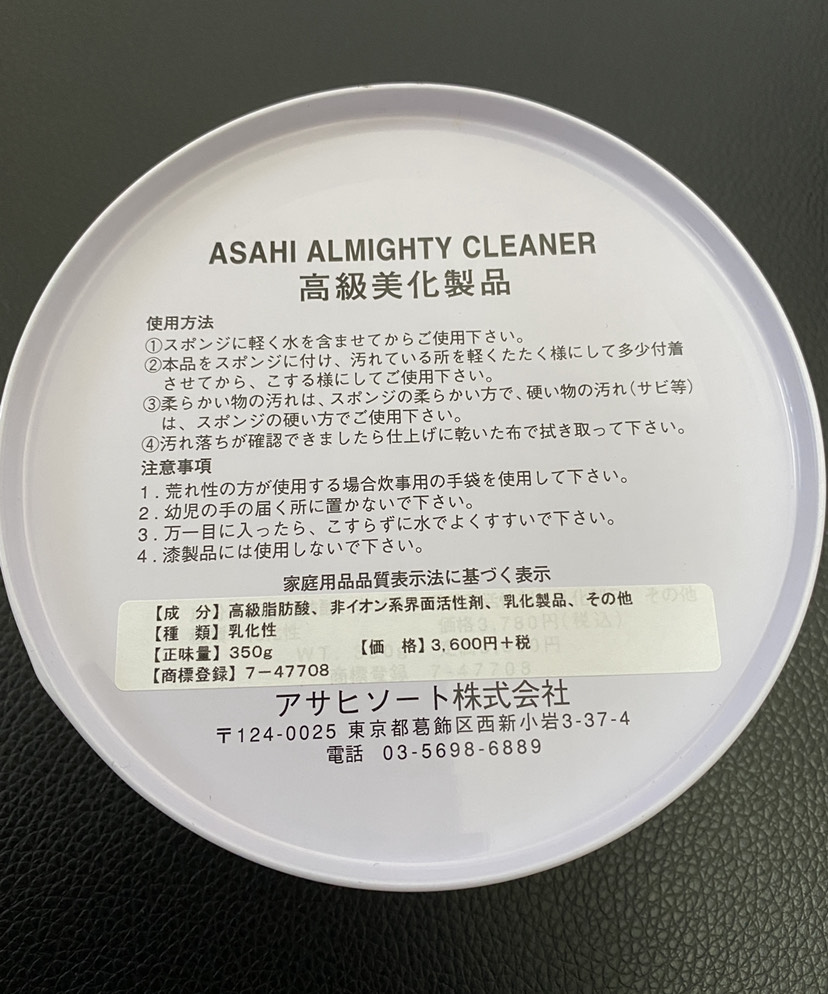 ASAHI ALMIGHTY CLEANER
高級美化製品
使用方法
①スポンジに軽く水を含ませてからご使用下さい。
②本品をスポンジに付け、汚れている所を軽くたたく様にして多少付着
させてから、こする様にしてご使用下さい。
③柔らかい物の汚れは、スポンジの柔らかい方で、硬い物の汚れ(サビ等)
は、スポンジの硬い方でご使用下さい。
④汚れ落ちが確認できましたら仕上げに乾いた布で拭き取って下さい。
注意事項
1.荒れ性の方が使用する場合炊事用の手袋を使用して下さい。
2.幼児の手の届く所に置かないで下さい。
3.万一目に入ったら、こすらずに水でよくすすいで下さい。
4.漆製品には使用しないで下さい。
家庭用品品質表示法に基づく表示
【成 分】高級脂肪酸、非イオン系界面活性剤、乳化製品、その他
【種 類】乳化性
【正味量】350g 【価 格】3,600円+税
【商標登録】7-47708
アサヒソート株式会社
〒124-0025 東京都葛飾区西新小岩3-37-4
電話 03-5698-6889